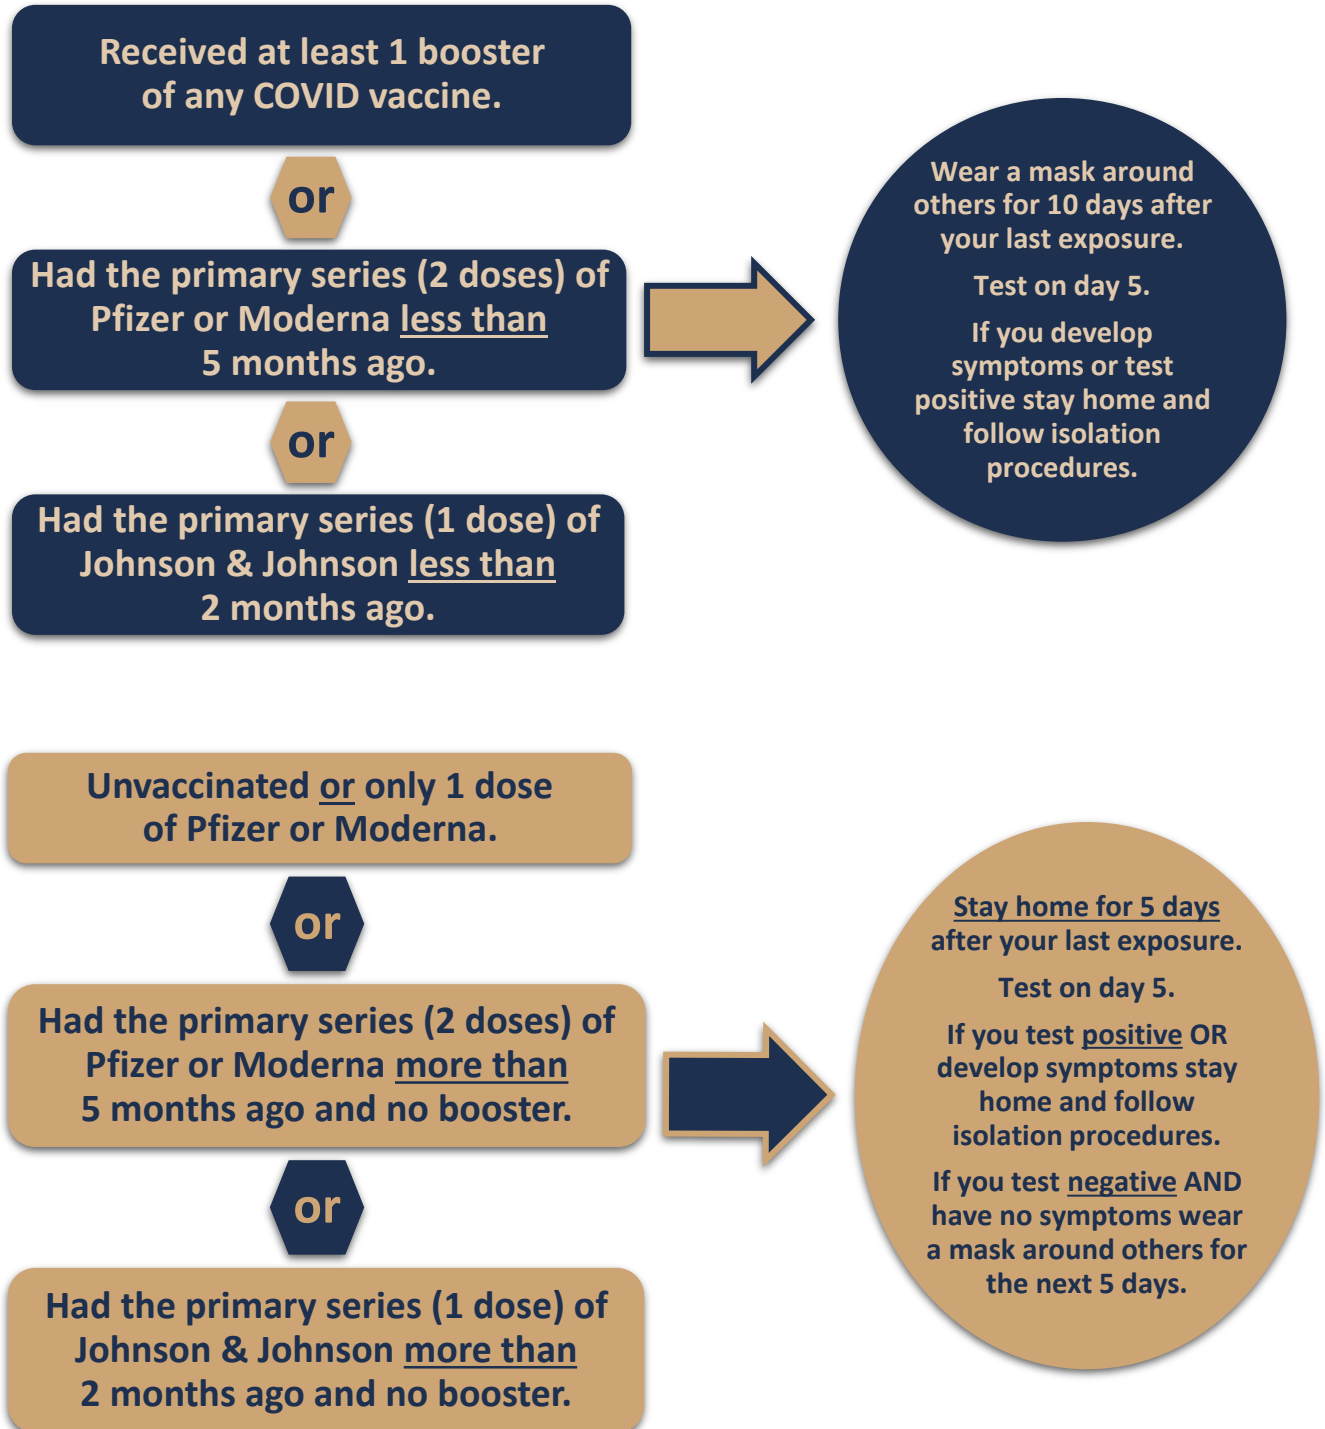 Received at least 1 booster
of any COVID vaccine.
or
Had the primary series (2 doses) of
Pfizer or Moderna less than
5 months ago.
or
Had the primary series (1 dose) of
Johnson & Johnson less than
2 months ago.
Wear a mask around
others for 10 days after
your last exposure.
Test on day 5.
If you develop
symptoms or test
positive stay home and
follow isolation
procedures.
Unvaccinated or only 1 dose
of Pfizer or Moderna.
or
Had the primary series (2 doses) of
Pfizer or Moderna more than
5 months ago and no booster.
or
Had the primary series (1 dose) of
Johnson & Johnson more than
2 months ago and no booster.
Stay home for 5 days
after your last exposure.
Test on day 5.
If you test positive OR
develop symptoms stay
home and follow
isolation procedures.
If you test negative AND
have no symptoms wear
a mask around others for
the next 5 days.